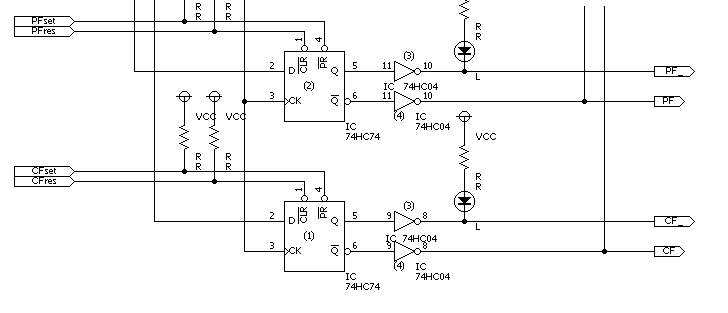 R R
R R
PFset
PFres
R
R
1 4
(3)
2 D CLR PR Q 5 11 10 PF_
(2) IC 74HC04 L
3 CK Q 6 11 10 PF
IC (4) IC
74HC74 74HC04
VCC VCC VCC
R R
R R
CFset
CFres
R
R
1 4
(3)
2 D CLR PR Q 5 9 8 CF_
(1) IC 74HC04 L
3 CK Q 6 9 8 CF
IC (4) IC
74HC74 74HC04